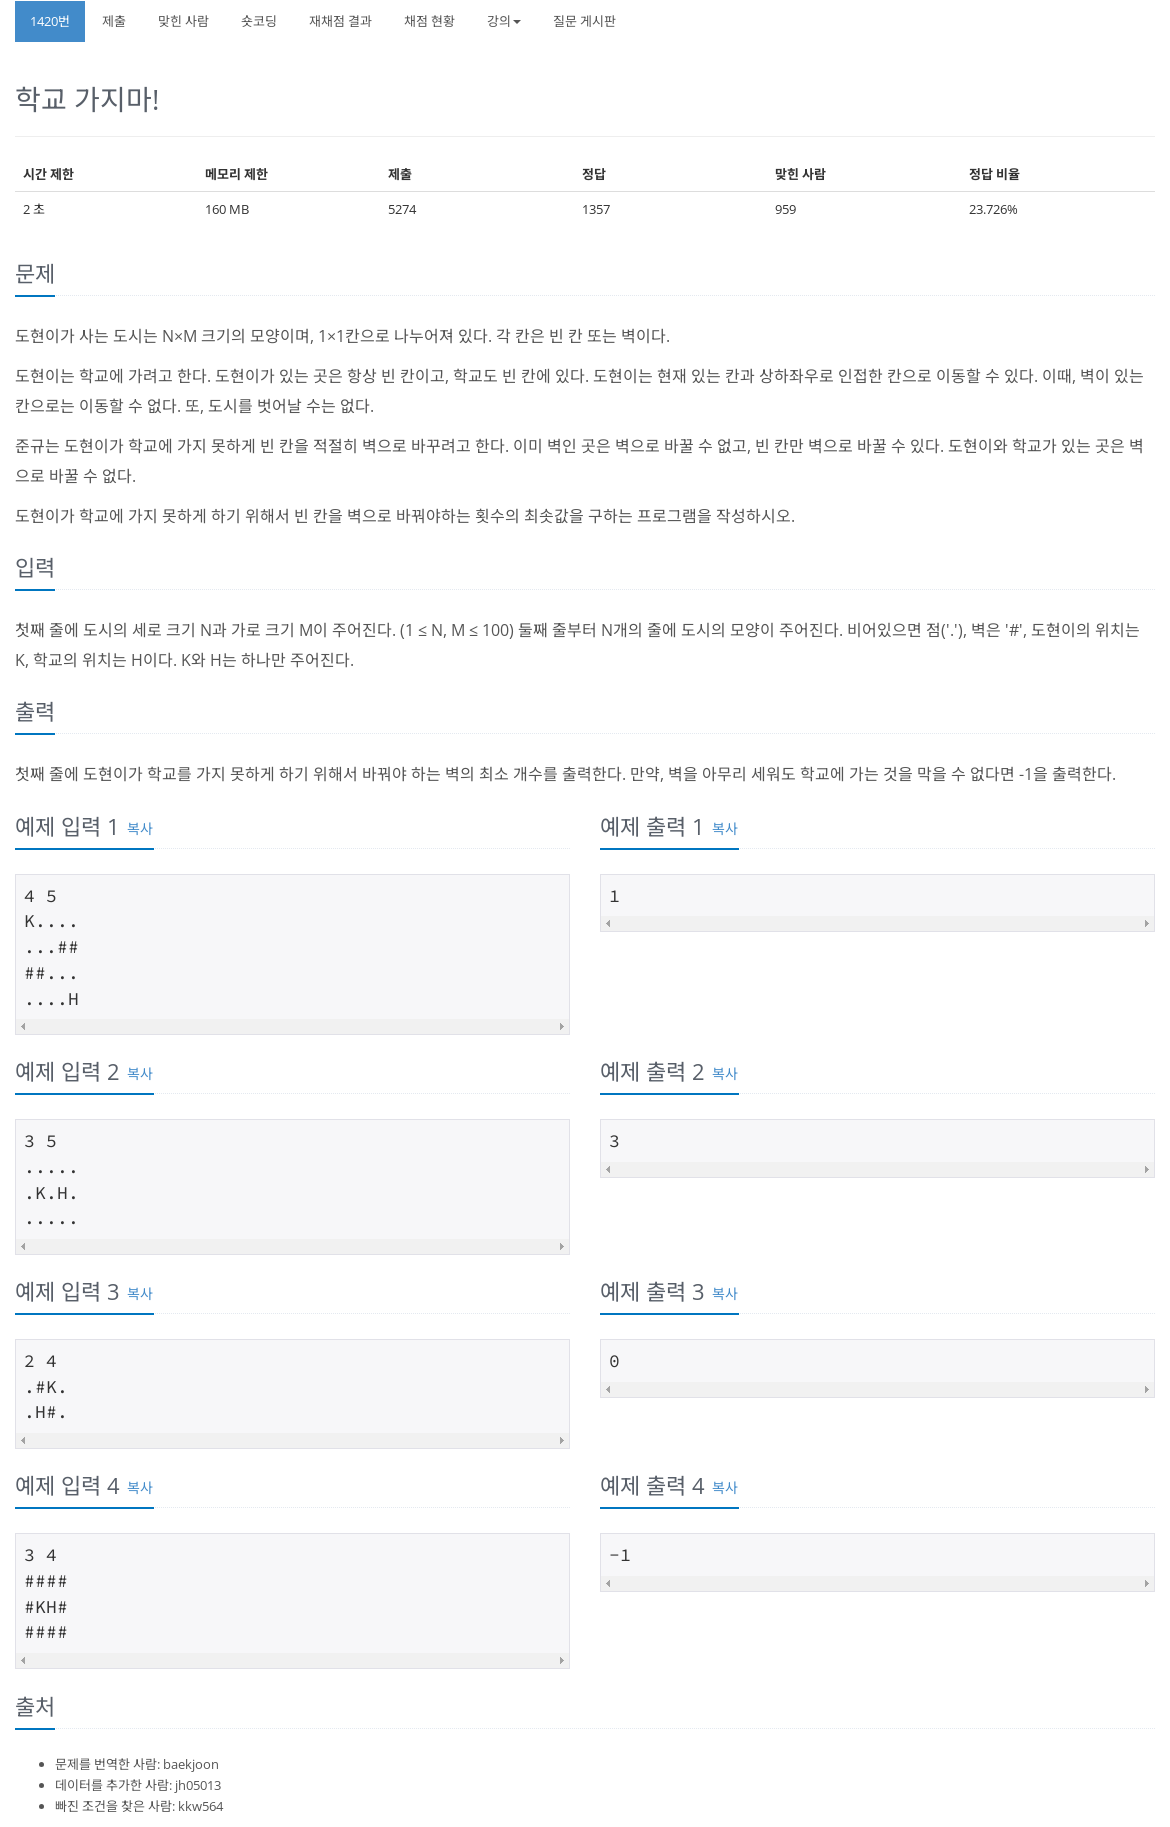 1420번 제출 맞힌 사람 숏코딩 재채점 결과 채점 현황 강의 질문 게시판
학교 가지마!
시간 제한 메모리 제한 제출 정답 맞힌 사람 정답 비율
2 초 160 MB 5274 1357 959 23.726%
문제
도현이가 사는 도시는 N×M 크기의 모양이며, 1×1칸으로 나누어져 있다. 각 칸은 빈 칸 또는 벽이다.
도현이는 학교에 가려고 한다. 도현이가 있는 곳은 항상 빈 칸이고, 학교도 빈 칸에 있다. 도현이는 현재 있는 칸과 상하좌우로 인접한 칸으로 이동할 수 있다. 이때, 벽이 있는
칸으로는 이동할 수 없다. 또, 도시를 벗어날 수는 없다.
준규는 도현이가 학교에 가지 못하게 빈 칸을 적절히 벽으로 바꾸려고 한다. 이미 벽인 곳은 벽으로 바꿀 수 없고, 빈 칸만 벽으로 바꿀 수 있다. 도현이와 학교가 있는 곳은 벽
으로 바꿀 수 없다.
도현이가 학교에 가지 못하게 하기 위해서 빈 칸을 벽으로 바꿔야하는 횟수의 최솟값을 구하는 프로그램을 작성하시오.
입력
첫째 줄에 도시의 세로 크기 N과 가로 크기 M이 주어진다. (1 ≤ N, M ≤ 100) 둘째 줄부터 N개의 줄에 도시의 모양이 주어진다. 비어있으면 점('.'), 벽은 '#', 도현이의 위치는
K, 학교의 위치는 H이다. K와 H는 하나만 주어진다.
출력
첫째 줄에 도현이가 학교를 가지 못하게 하기 위해서 바꿔야 하는 벽의 최소 개수를 출력한다. 만약, 벽을 아무리 세워도 학교에 가는 것을 막을 수 없다면 -1을 출력한다.
예제 입력 1 복사 예제 출력 1 복사
4 5 1
K....
...##
##...
....H
예제 입력 2 복사 예제 출력 2 복사
3 5 3
.....
.K.H.
.....
예제 입력 3 복사 예제 출력 3 복사
2 4 0
.#K.
.H#.
예제 입력 4 복사 예제 출력 4 복사
3 4 -1
####
#KH#
####
출처
문제를 번역한 사람: baekjoon
데이터를 추가한 사람: jh05013
빠진 조건을 찾은 사람: kkw564